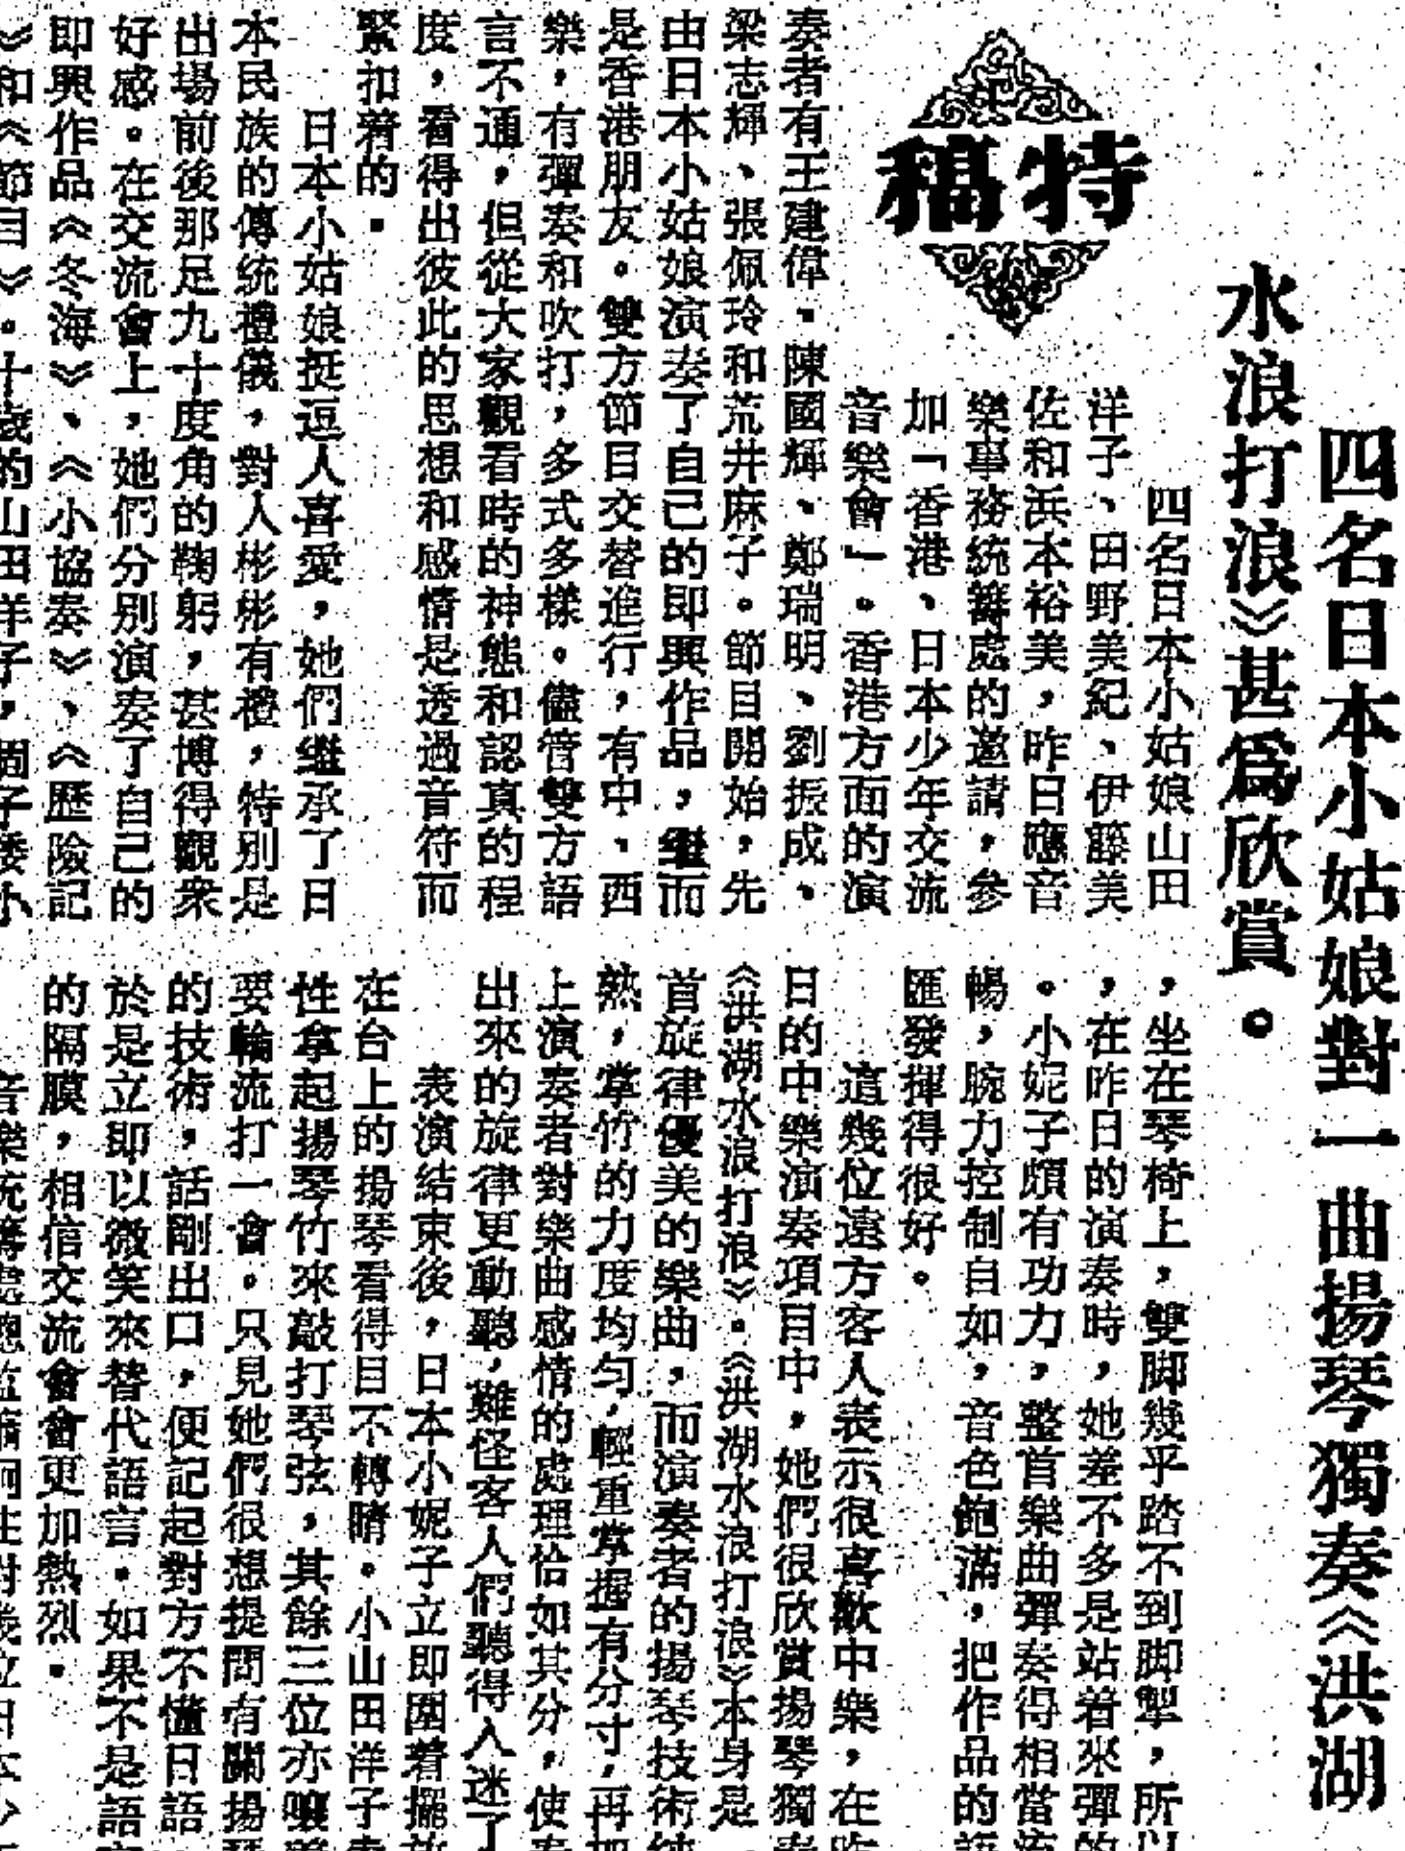 四名日本小姑娘對一曲揚琴獨奏《洪湖
水浪打浪》甚爲欣賞。
特稿
四名日本小姑娘山田
洋子、田野美紀、伊藤美
佐和浜本裕美，昨日應音
樂事務統籌處的邀請，參
加「香港、日本少年交流
音樂會」。香港方面的演
奏者有王建偉、陳國輝、鄭瑞明、劉振成、
梁志輝、張佩玲和荒井麻子。節目開始，先
由日本小姑娘演奏了自己的即興作品，繼而
是香港朋友。雙方節目交替進行，有中、西
樂，有彈奏和吹打，多式多樣。儘管雙方語
言不通，但從大家觀看時的神態和認真的程
度，看得出彼此的思想和感情是透過音符而
緊扣着的。
日本小姑娘挺逗人喜愛，她們继承了日
本民族的傳統禮儀，對人彬彬有禮，特別是
出場前後那足九十度角的鞠躬，甚博得觀衆
好感。在交流會上，她們分別演奏了自己的
即興作品《冬海》、《小協奏》、《歷險記
》和《節目》。十歲的山田洋子，個子矮小
，坐在琴椅上，雙脚幾乎踏不到脚掣，所以
，在昨日的演奏時，她差不多是站着來彈的
。小妮子頗有功力，整首樂曲彈奏得相當流
暢，腕力控制自如，音色飽滿，把作品的語
匯發揮得很好。
這幾位遠方客人表示很喜歡中樂，在昨
日的中樂演奏項目中，她們很欣賞揚琴獨奏
《洪湖水浪打浪》。《洪湖水浪打浪》本身是
首旋律優美的樂曲，而演奏者的揚琴技術純
熟，掌竹的力度均勻，輕重掌握有分寸，再加
上演奏者對樂曲感情的處理恰如其分，使奏
出來的旋律更動聽，難怪客人們聽得入迷了
表演結束後，日本小妮子立即圍着擺放
在台上的揚琴看得目不轉睛。小山田洋子索
性拿起揚琴竹來敲打琴弦，其餘三位亦嚷着
要輪流打一會。只見她們很想提問有關揚琴
的技術，話剛出口，便記起對方不懂日語，
於是立即以微笑來替代語言。如果不是語言
的隔膜，相信交流會會更加熱烈。
音樂統籌處總監